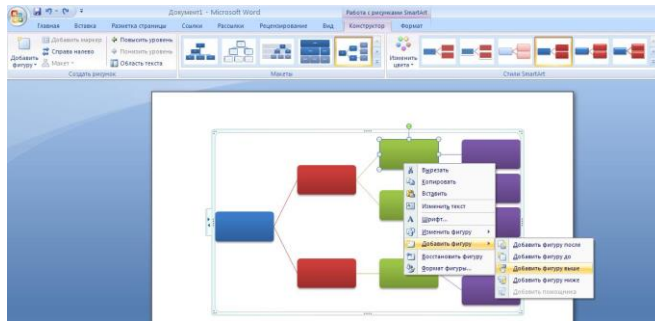 Документ1 - Microsoft Word
Работа с рисунками SmartArt
Главная Вставка Разметка страницы Ссылки Рассылки Рецензирование Вид Конструктор Формат
Добавить фигуру
Добавить маркер
Справа налево
Макет
Повысить уровень
Понизить уровень
Область текста
Изменить цвета
Создать рисунок Макеты Стили SmartArt
Вырезать
Копировать
Вставить
Изменить текст
Шрифт...
Изменить фигуру
Добавить фигуру
Восстановить фигуру
Формат фигуры...
Добавить фигуру после
Добавить фигуру до
Добавить фигуру выше
Добавить фигуру ниже
Добавить помощника